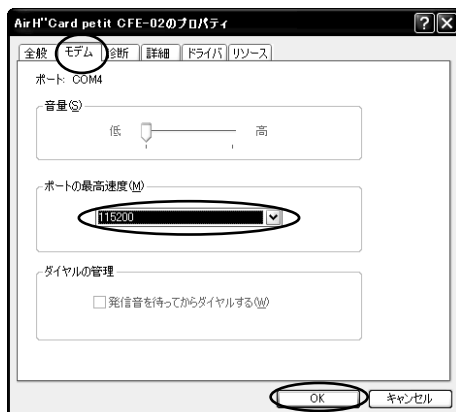 AirH"Card petit CFE-02のプロパティ
全般 モデム 診断 詳細 ドライバ リソース
ポート: COM4
音量(S)
低 高
ポートの最高速度(M)
115200
ダイヤルの管理
発信音を待ってからダイヤルする(W)
OK キャンセル